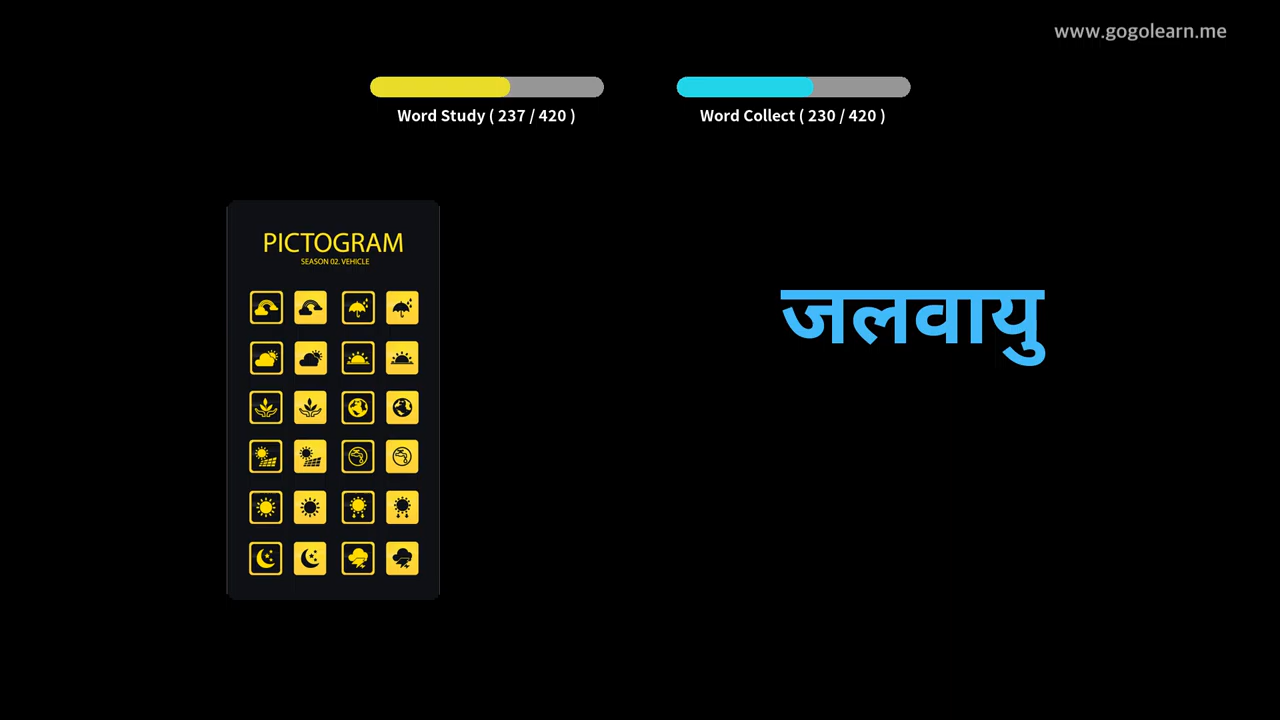 www.gogolearn.me
Word Study ( 237 / 420 )
Word Collect ( 230 / 420 )
PICTOGRAM
SEASON 02. VEHICLE
जलवायु